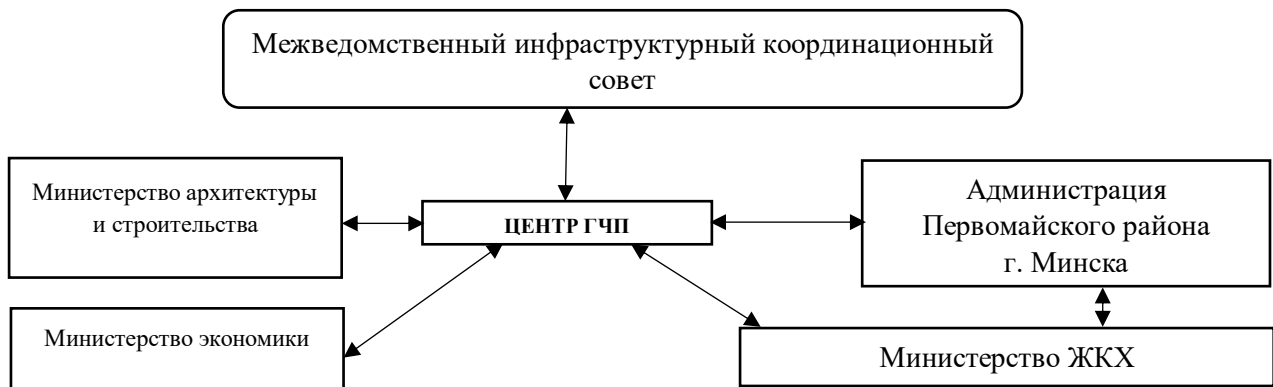 Межведомственный инфраструктурный координационный
совет
Министерство архитектуры
и строительства
ЦЕНТР ГЧП
Администрация
Первомайского района
г. Минска
Министерство экономики
Министерство ЖКХ